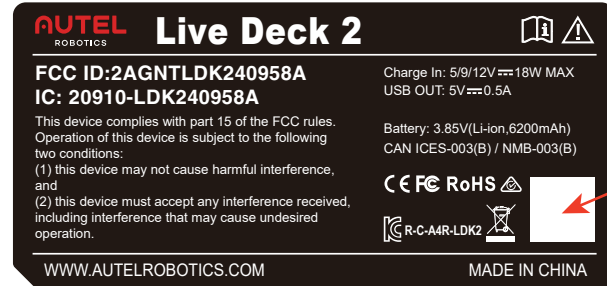 AUTEL
ROBOTICS
Live Deck 2
FCC ID:2AGNTLDK240958A
IC: 20910-LDK240958A
This device complies with part 15 of the FCC rules.
Operation of this device is subject to the following
two conditions:
(1) this device may not cause harmful interference,
and
(2) this device must accept any interference received,
including interference that may cause undesired
operation.
Charge In: 5/9/12V⎓18W MAX
USB OUT: 5V⎓0.5A
Battery: 3.85V(Li-ion,6200mAh)
CAN ICES-003(B) / NMB-003(B)
CE FC RoHS
R-C-A4R-LDK2
WWW.AUTELROBOTICS.COM
MADE IN CHINA